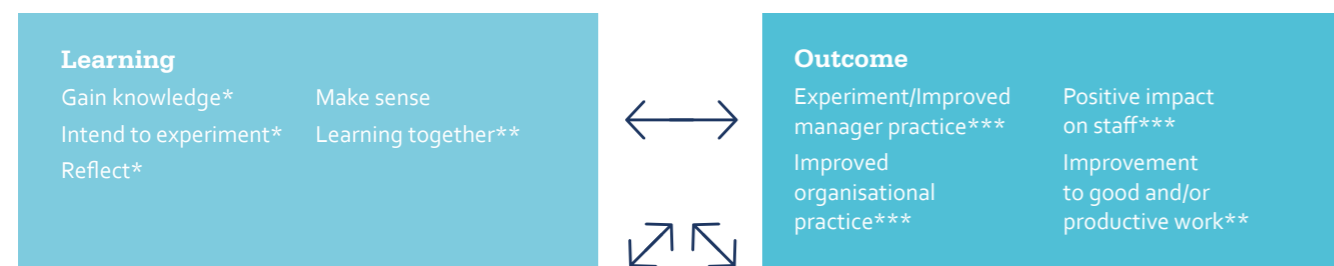 Learning
Gain knowledge*
Intend to experiment*
Reflect*
Make sense
Learning together**
Outcome
Experiment/Improved
manager practice***
Improved
organisational
practice***
Positive impact
on staff***
Improvement
to good and/or
productive work**